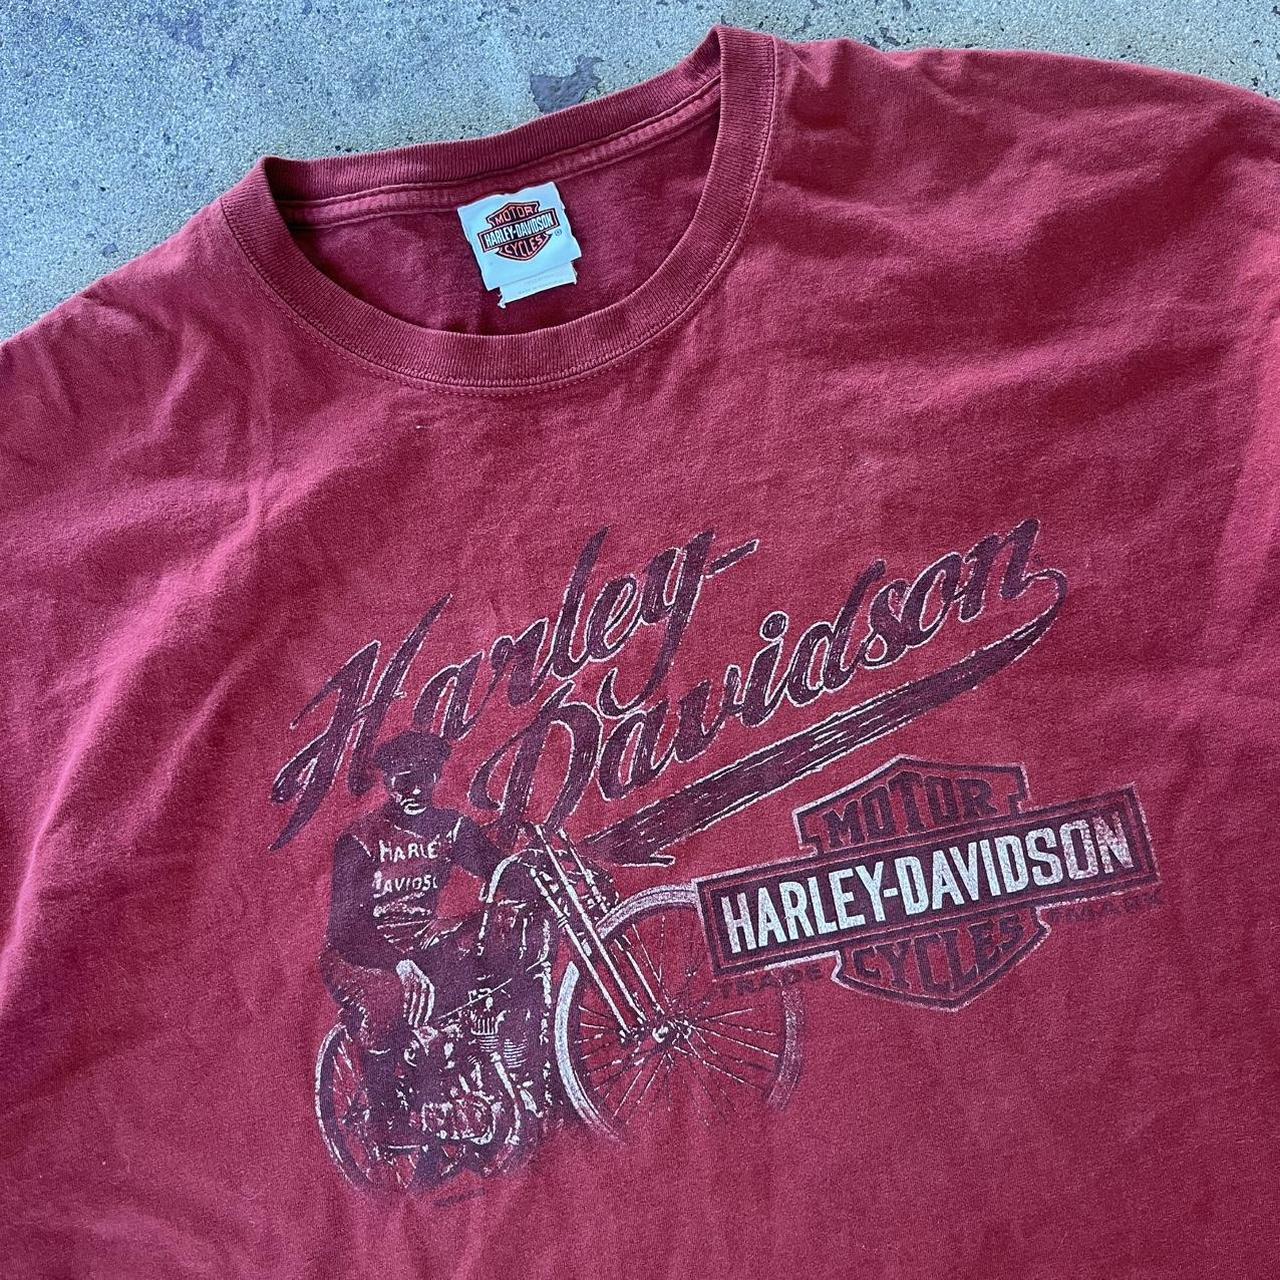 MOTOR
HARLEY-DAVIDSON
CYCLES
®
Harley-
Davidson
HARLE
DAVIDS
MOTOR
HARLEY-DAVIDSON
CYCLES
TRADE MARK